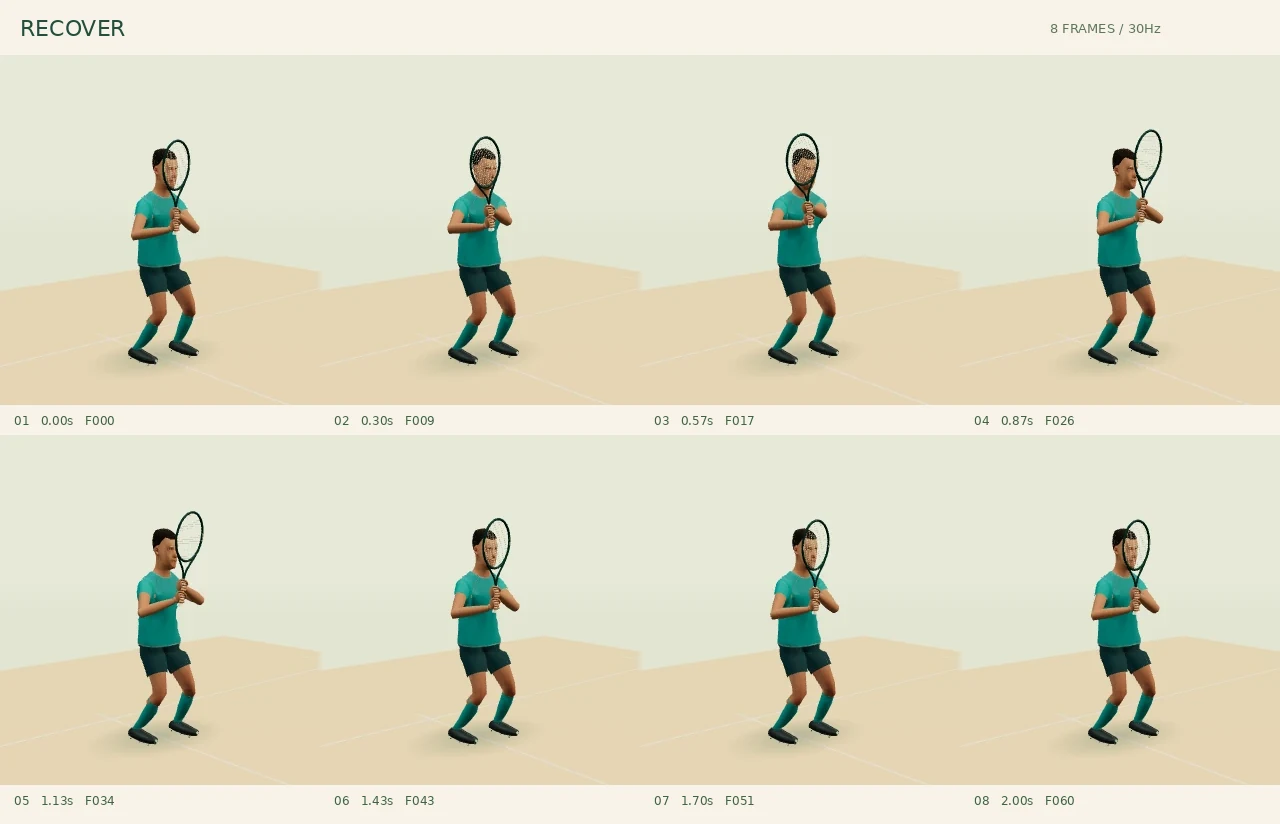 RECOVER
8 FRAMES / 30Hz
01 0.00s F000
02 0.30s F009
03 0.57s F017
04 0.87s F026
05 1.13s F034
06 1.43s F043
07 1.70s F051
08 2.00s F060